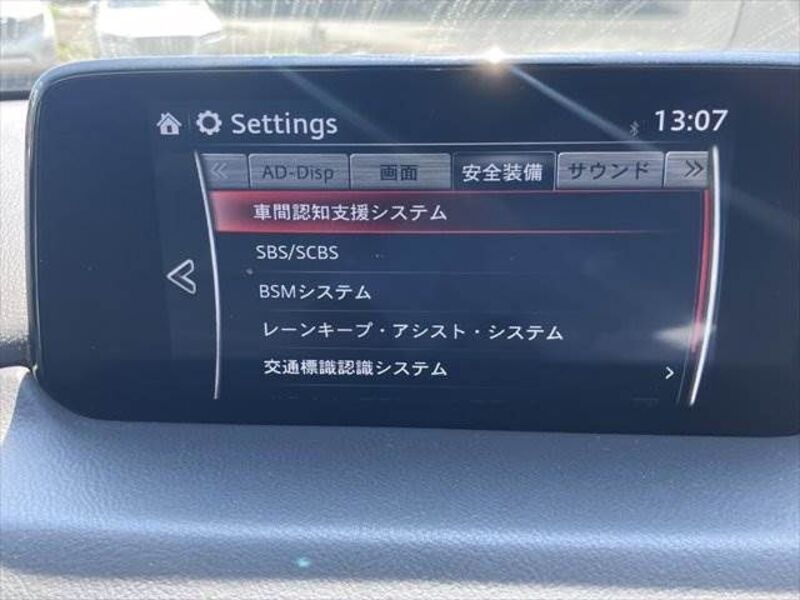 Settings 13:07
AD-Disp 画面 安全装備 サウンド
車間認知支援システム
SBS/SCBS
BSMシステム
レーンキープ・アシスト・システム
交通標識認識システム